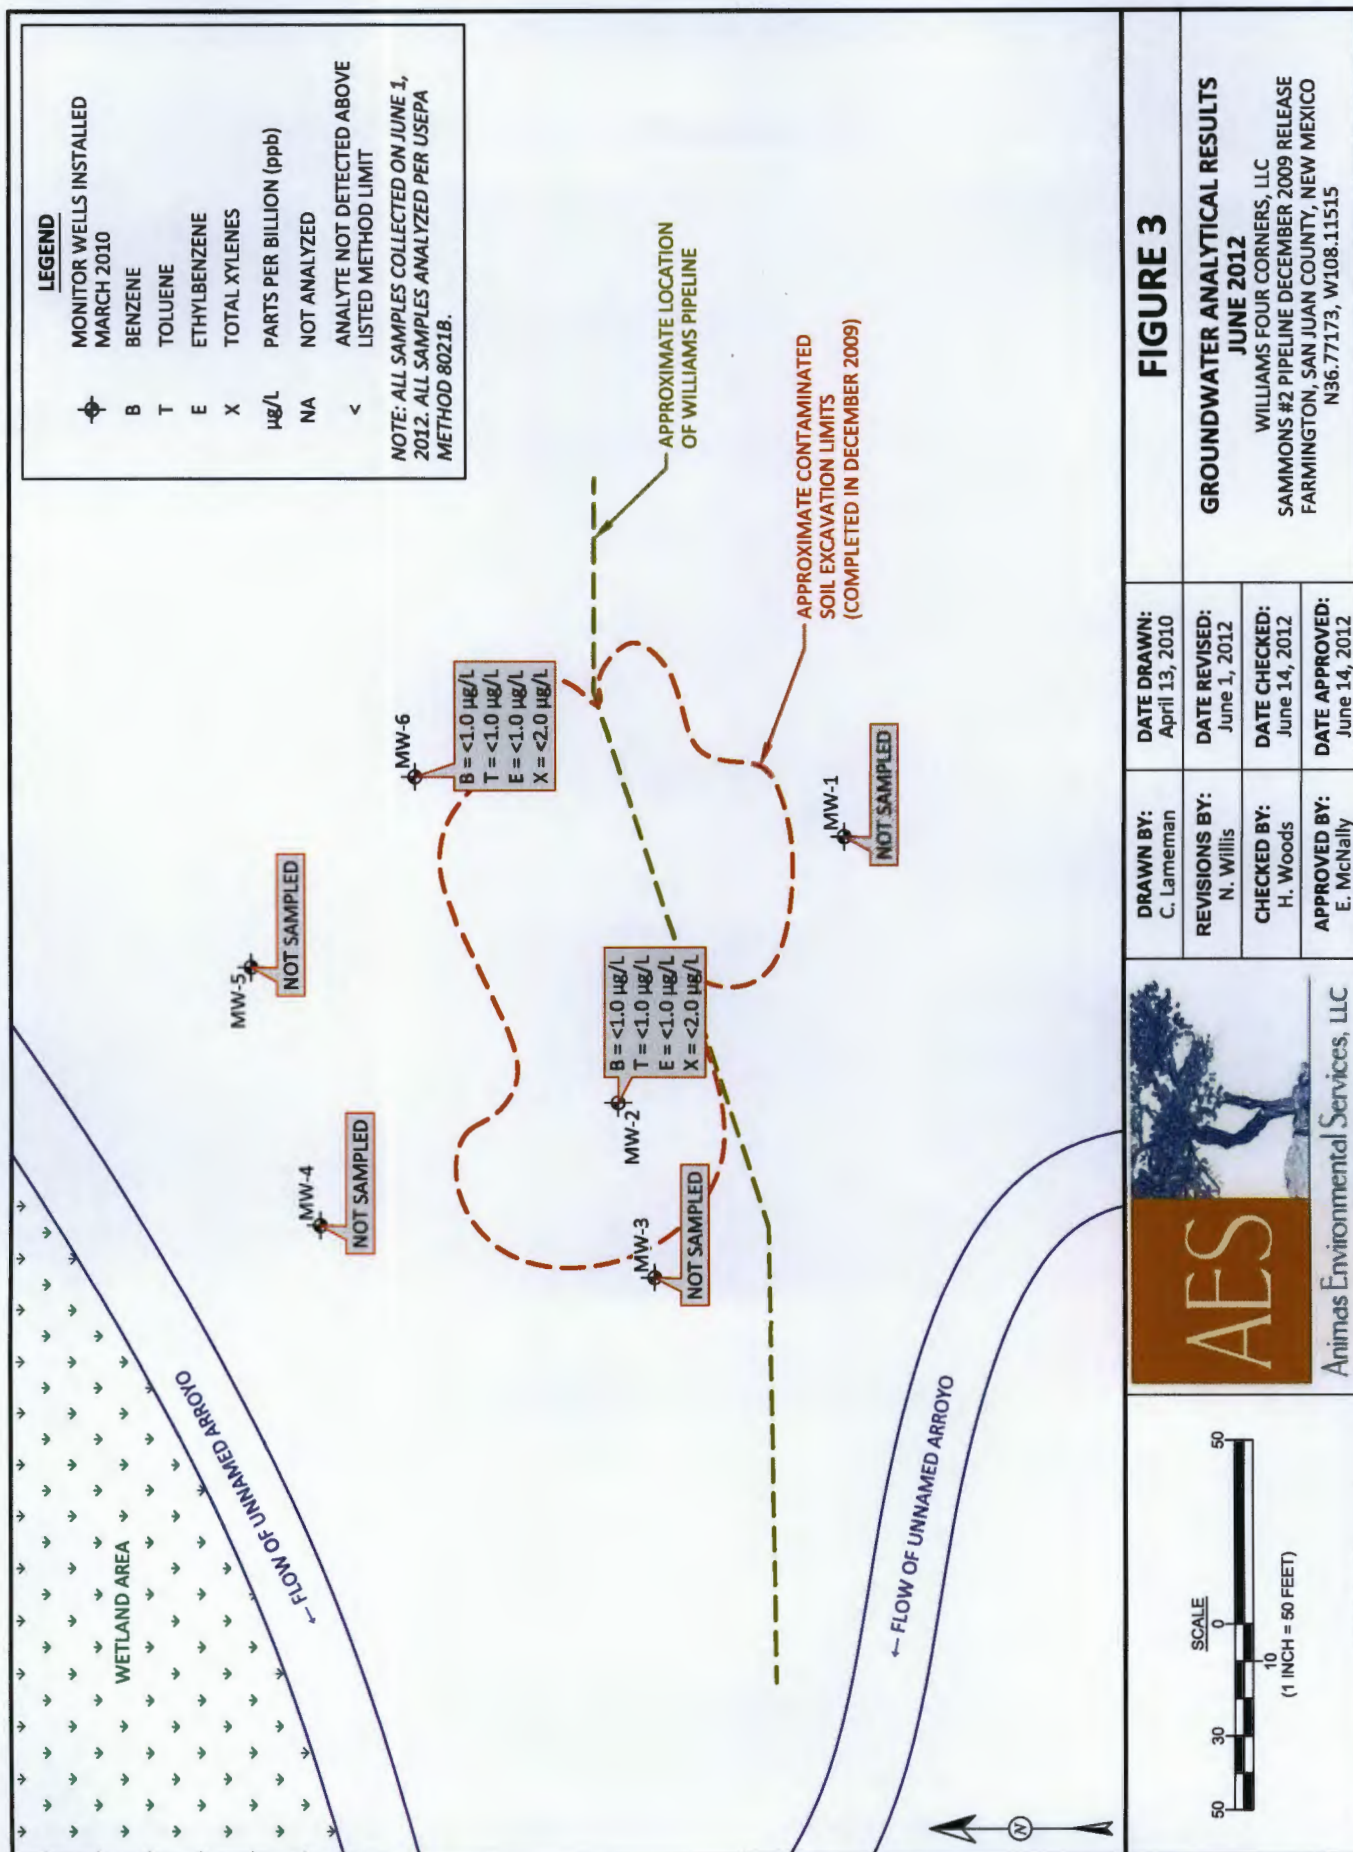 LEGEND
MONITOR WELLS INSTALLED
MARCH 2010
B BENZENE
T TOLUENE
E ETHYLBENZENE
X TOTAL XYLENES
µg/L PARTS PER BILLION (ppb)
NA NOT ANALYZED
< ANALYTE NOT DETECTED ABOVE
LISTED METHOD LIMIT
NOTE: ALL SAMPLES COLLECTED ON JUNE 1,
2012. ALL SAMPLES ANALYZED PER USEPA
METHOD 8021B.
WETLAND AREA
← FLOW OF UNNAMED ARROYO
MW-5
NOT SAMPLED
MW-4
NOT SAMPLED
MW-6
B = <1.0 µg/L
T = <1.0 µg/L
E = <1.0 µg/L
X = <2.0 µg/L
MW-2
B = <1.0 µg/L
T = <1.0 µg/L
E = <1.0 µg/L
X = <2.0 µg/L
MW-3
NOT SAMPLED
MW-1
NOT SAMPLED
APPROXIMATE LOCATION
OF WILLIAMS PIPELINE
APPROXIMATE CONTAMINATED
SOIL EXCAVATION LIMITS
(COMPLETED IN DECEMBER 2009)
← FLOW OF UNNAMED ARROYO
N
SCALE
50 30 0 50
10
(1 INCH = 50 FEET)
AES
Animas Environmental Services, LLC
DRAWN BY:
C. Lameman
DATE DRAWN:
April 13, 2010
REVISIONS BY:
N. Willis
DATE REVISED:
June 1, 2012
CHECKED BY:
H. Woods
DATE CHECKED:
June 14, 2012
APPROVED BY:
E. McNally
DATE APPROVED:
June 14, 2012
FIGURE 3
GROUNDWATER ANALYTICAL RESULTS
JUNE 2012
WILLIAMS FOUR CORNERS, LLC
SAMMONS #2 PIPELINE DECEMBER 2009 RELEASE
FARMINGTON, SAN JUAN COUNTY, NEW MEXICO
N36.77173, W108.11515